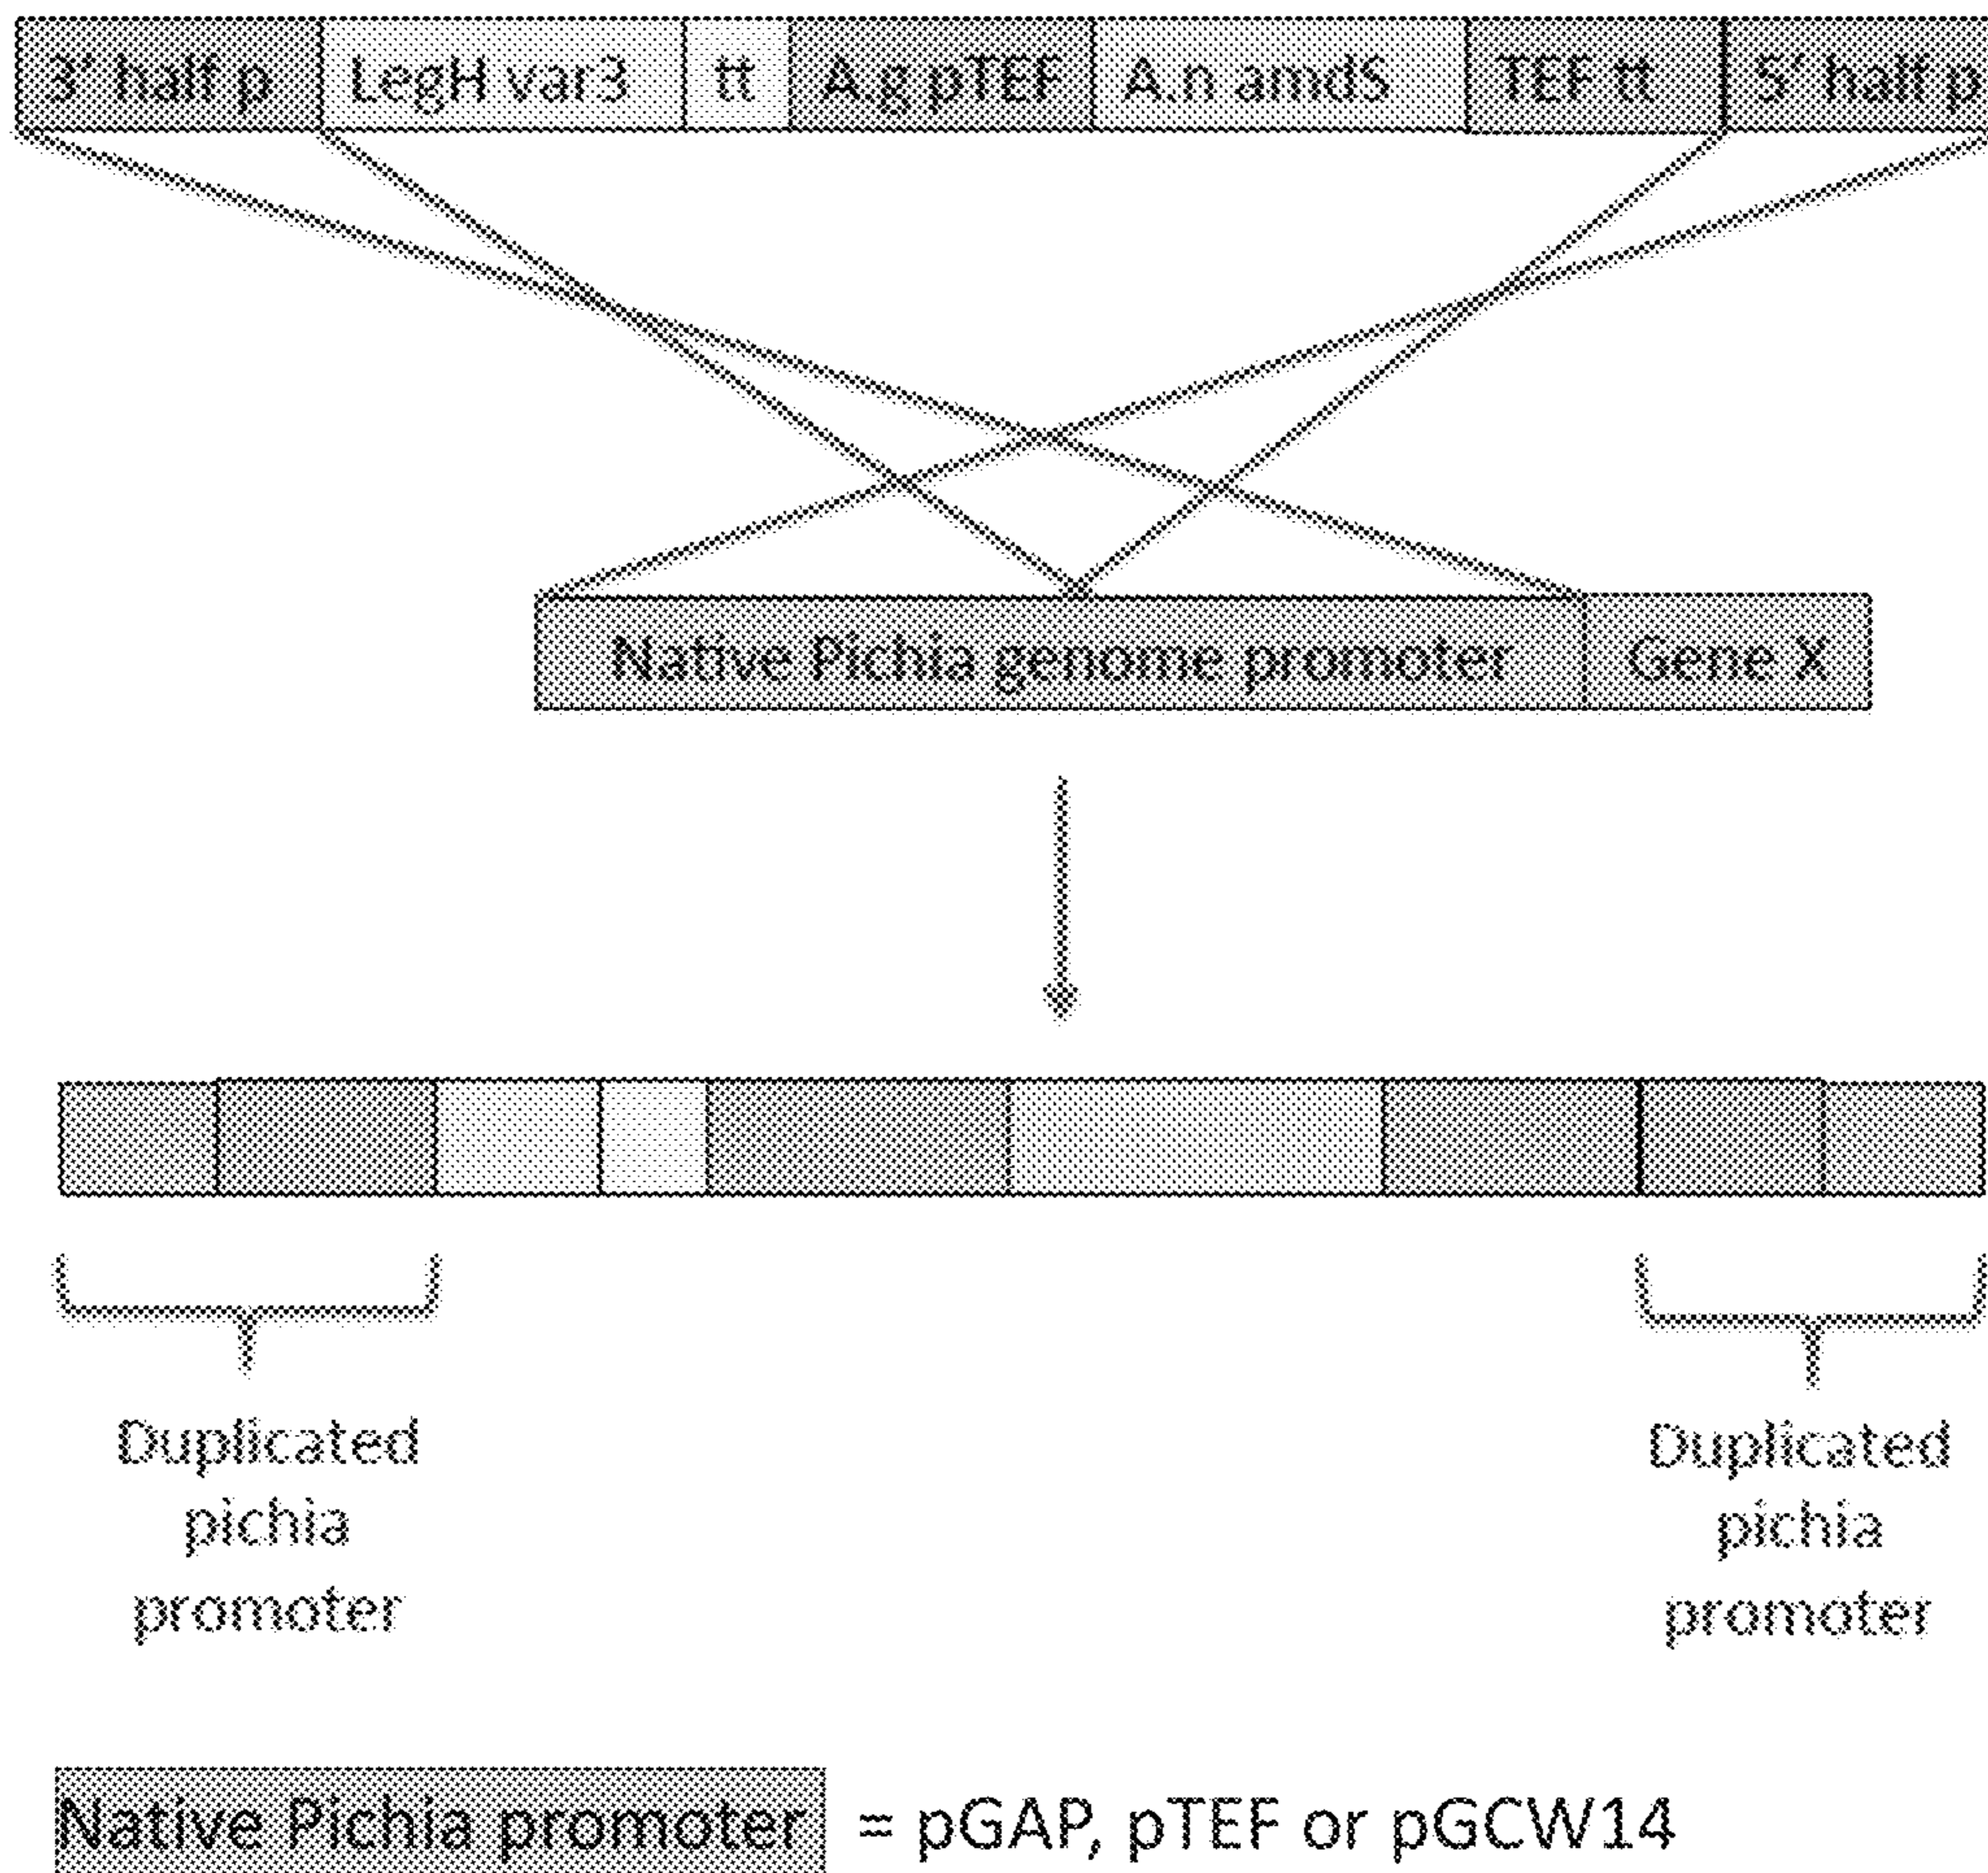 3' half p LegH var3 tt A.g pTEF A.n amdS TEF tt 5' half p
Native Pichia genome promoter Gene X
Duplicated
pichia
promoter
Duplicated
pichia
promoter
Native Pichia promoter = pGAP, pTEF or pGCW14